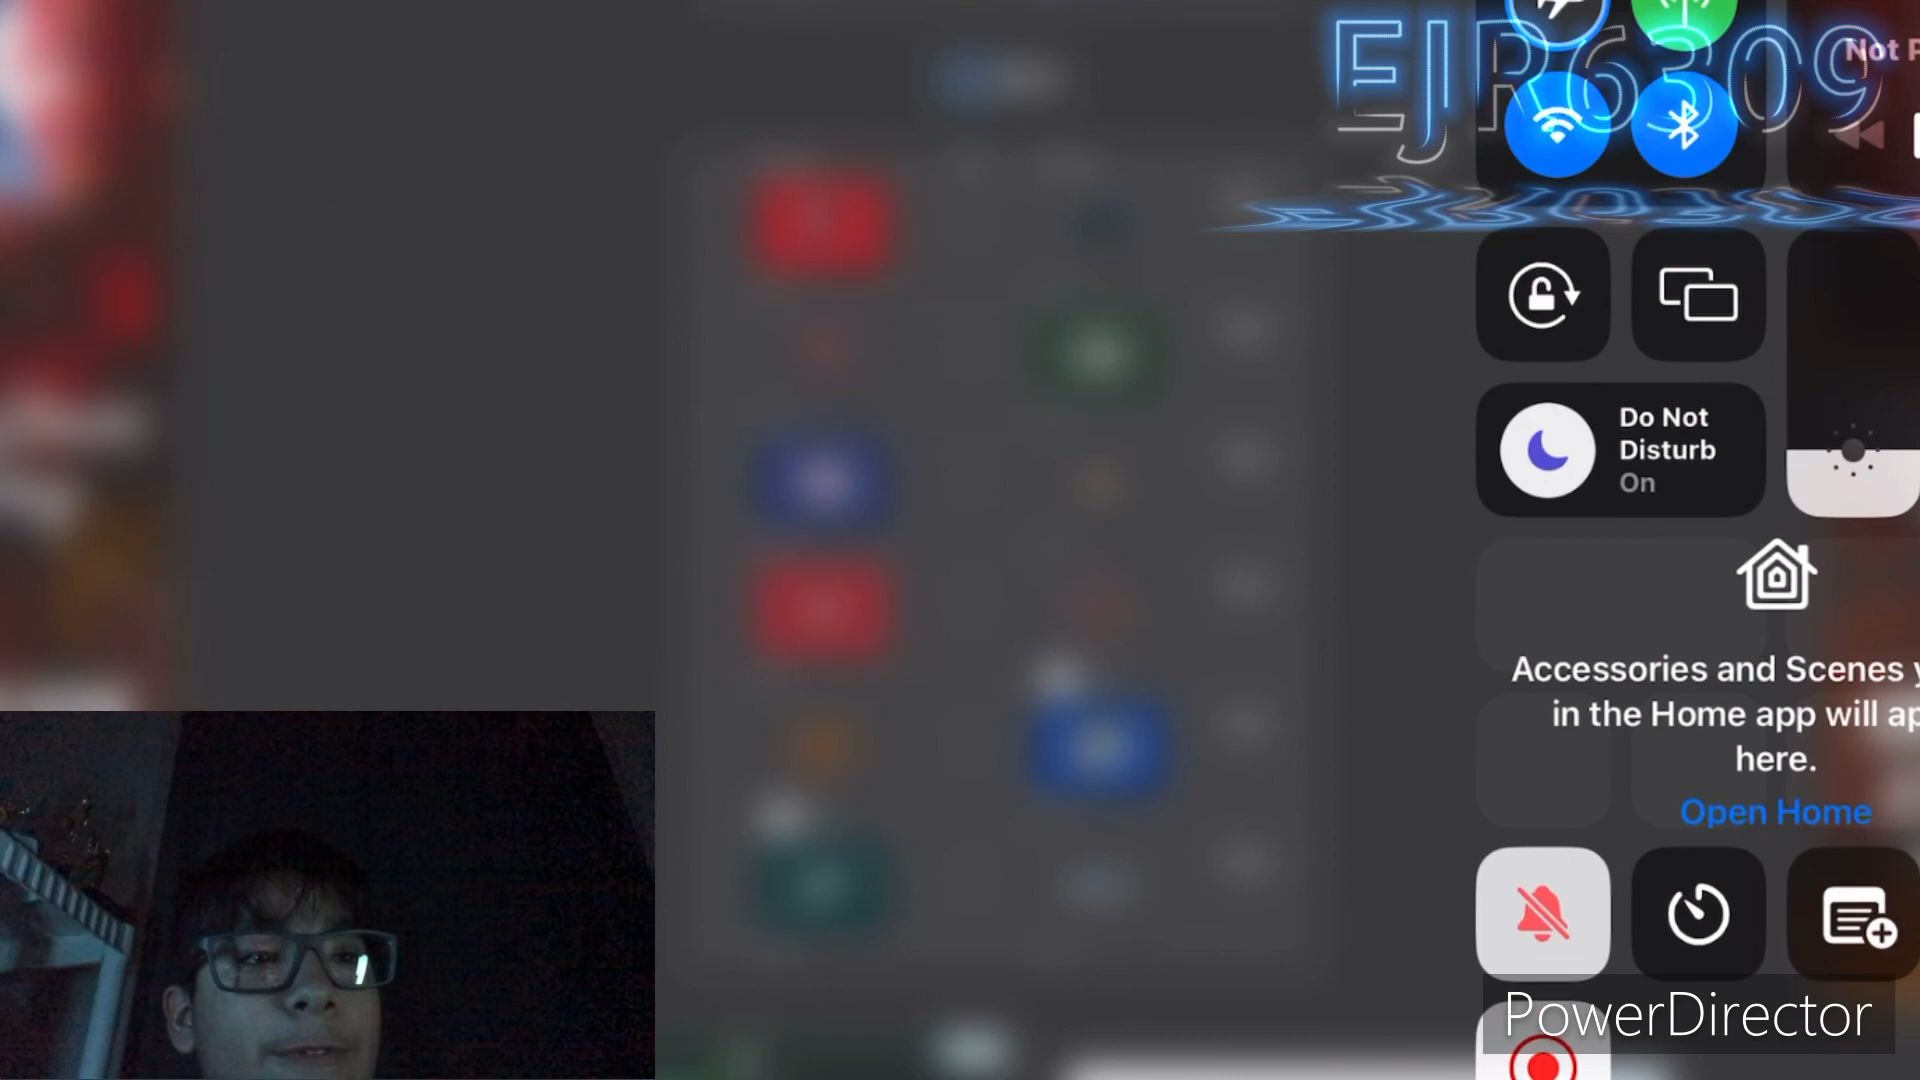 EJR6309
Not P
Do Not
Disturb
On
Accessories and Scenes y
in the Home app will ap
here.
Open Home
PowerDirector